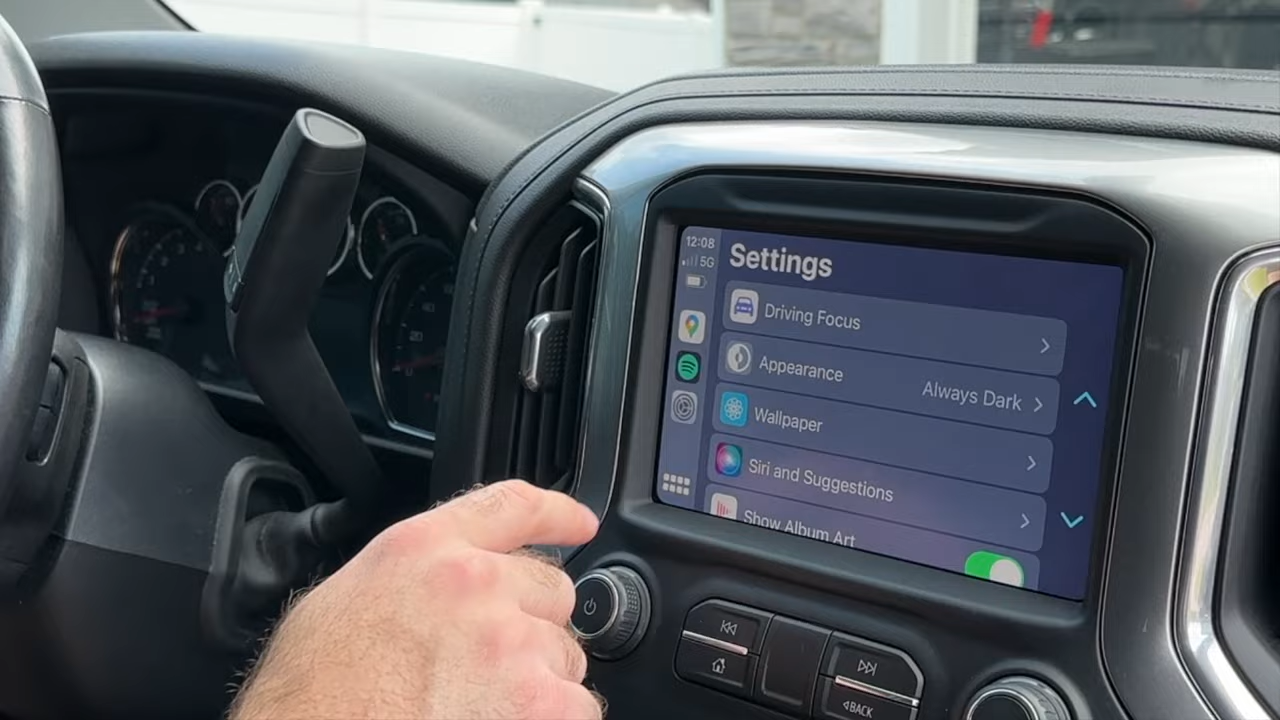 12:08
5G
Settings
Driving Focus
Appearance
Always Dark
Wallpaper
Siri and Suggestions
Show Album Art
BACK